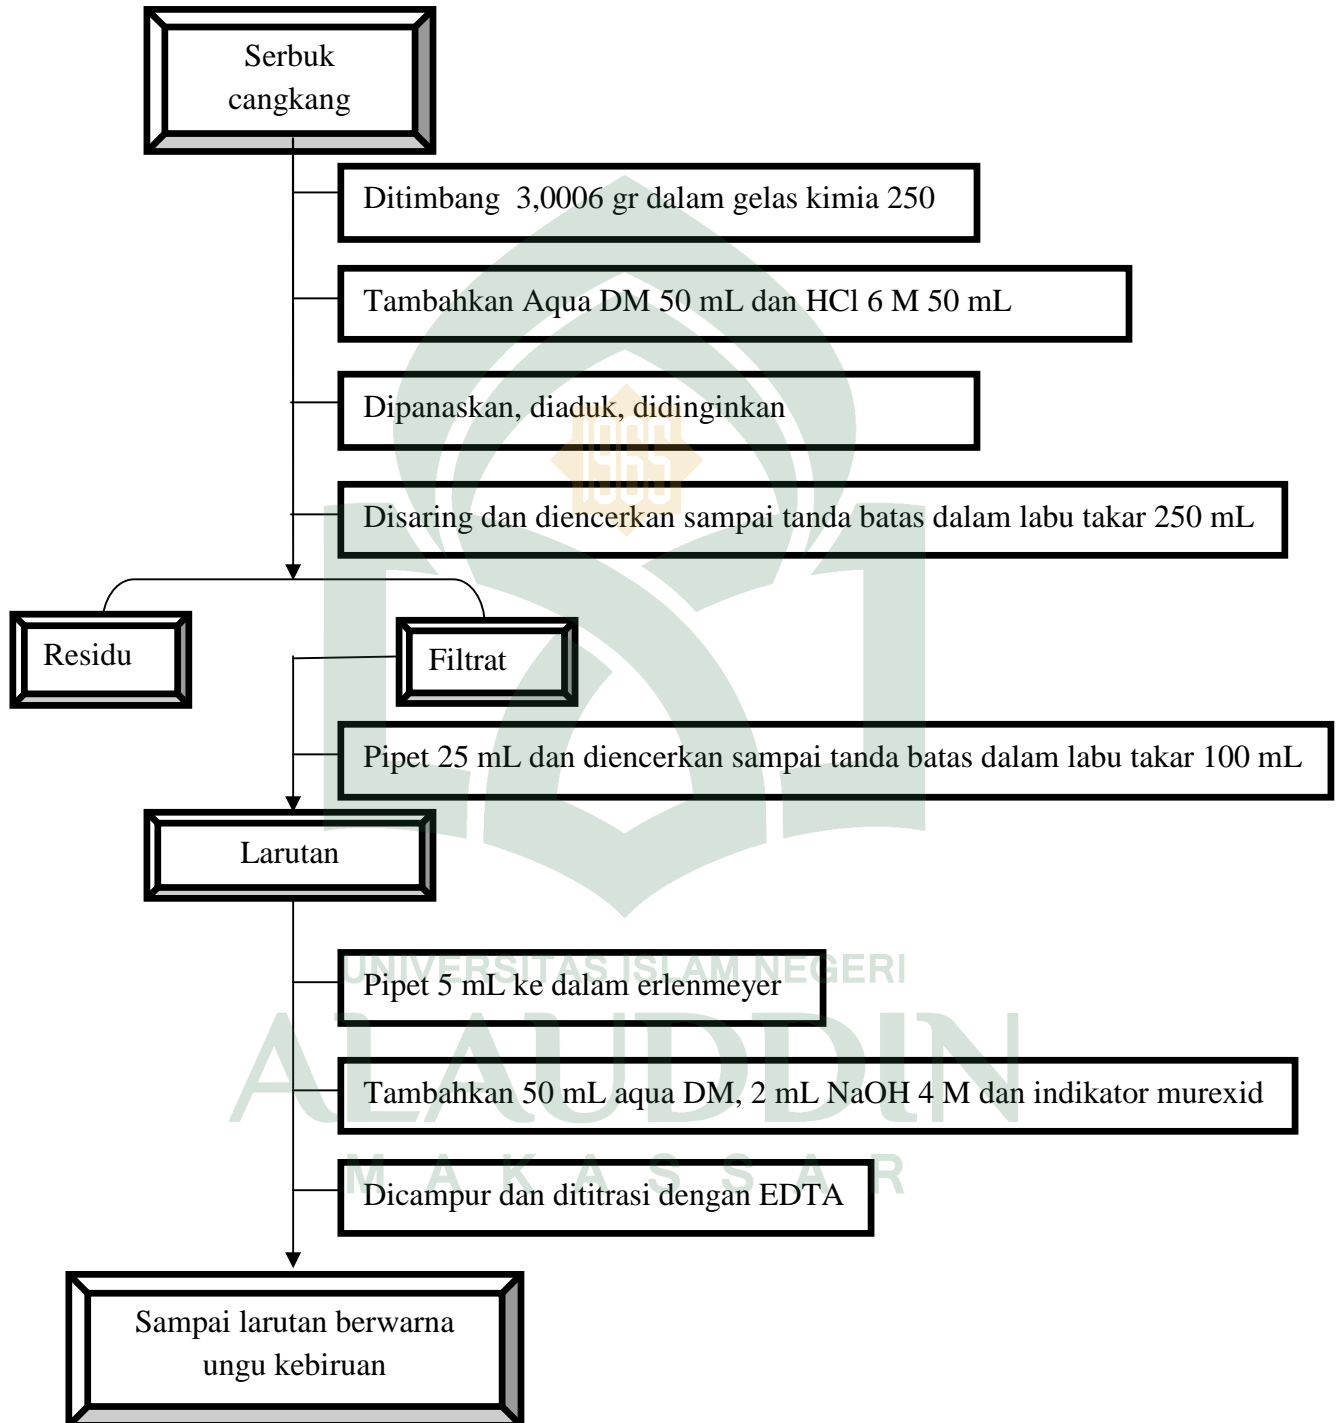 Serbuk
cangkang
Ditimbang 3,0006 gr dalam gelas kimia 250
Tambahkan Aqua DM 50 mL dan HCl 6 M 50 mL
Dipanaskan, diaduk, didinginkan
1965
Disaring dan diencerkan sampai tanda batas dalam labu takar 250 mL
Residu
Filtrat
Pipet 25 mL dan diencerkan sampai tanda batas dalam labu takar 100 mL
Larutan
UNIVERSITAS ISLAM NEGERI
Pipet 5 mL ke dalam erlenmeyer
ALAUDDIN
Tambahkan 50 mL aqua DM, 2 mL NaOH 4 M dan indikator murexid
MAKASSAR
Dicampur dan dititrasi dengan EDTA
Sampai larutan berwarna
ungu kebiruan